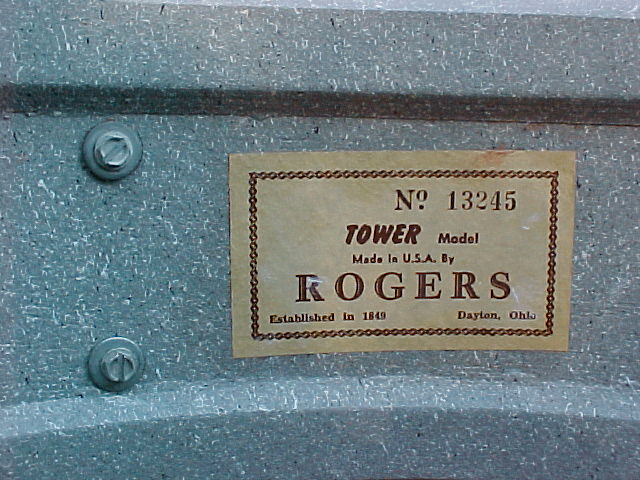 Nº 13245
TOWER Model
Made in U.S.A. By
ROGERS
Established in 1849 Dayton, Ohio